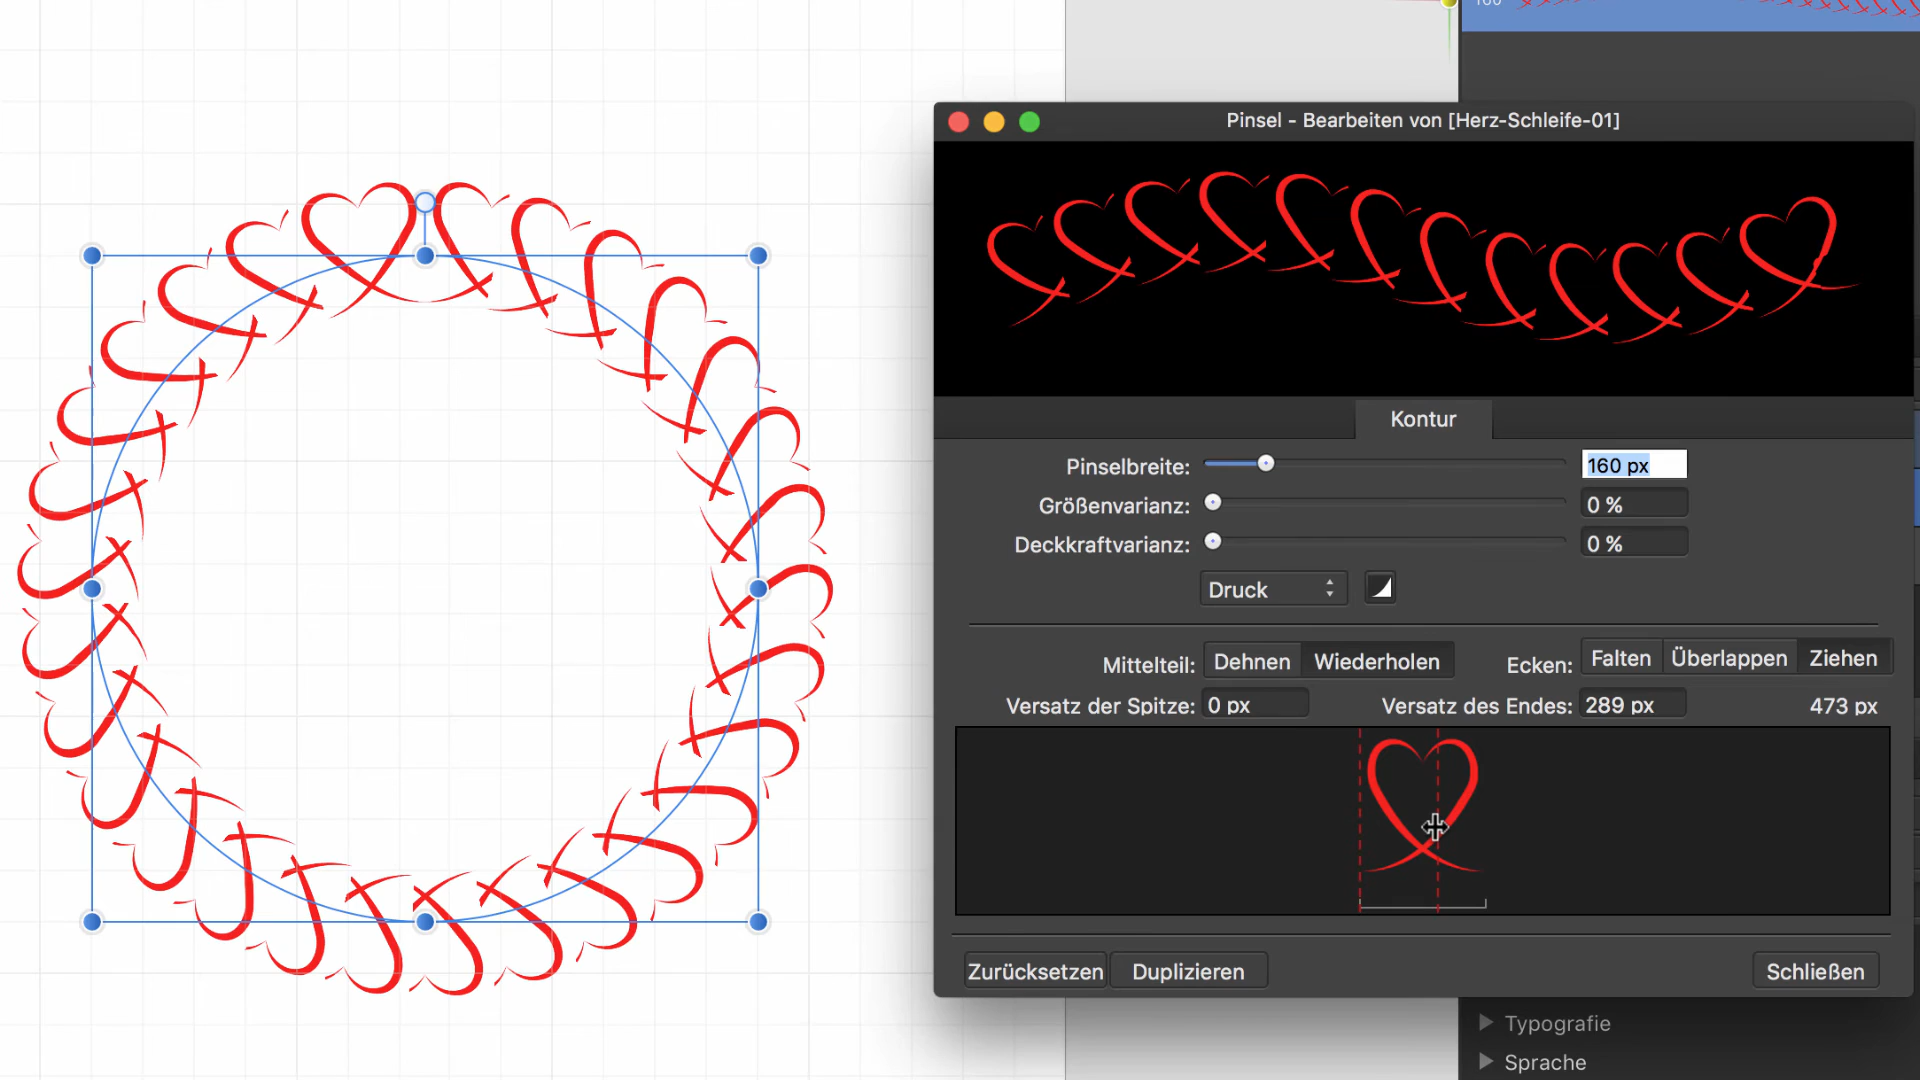 160
Pinsel - Bearbeiten von [Herz-Schleife-01]
Kontur
Pinselbreite: 160 px
Größenvarianz: 0 %
Deckkraftvarianz: 0 %
Druck
Mittelteil: Dehnen Wiederholen Ecken: Falten Überlappen Ziehen
Versatz der Spitze: 0 px Versatz des Endes: 289 px 473 px
Zurücksetzen Duplizieren Schließen
Typografie
Sprache